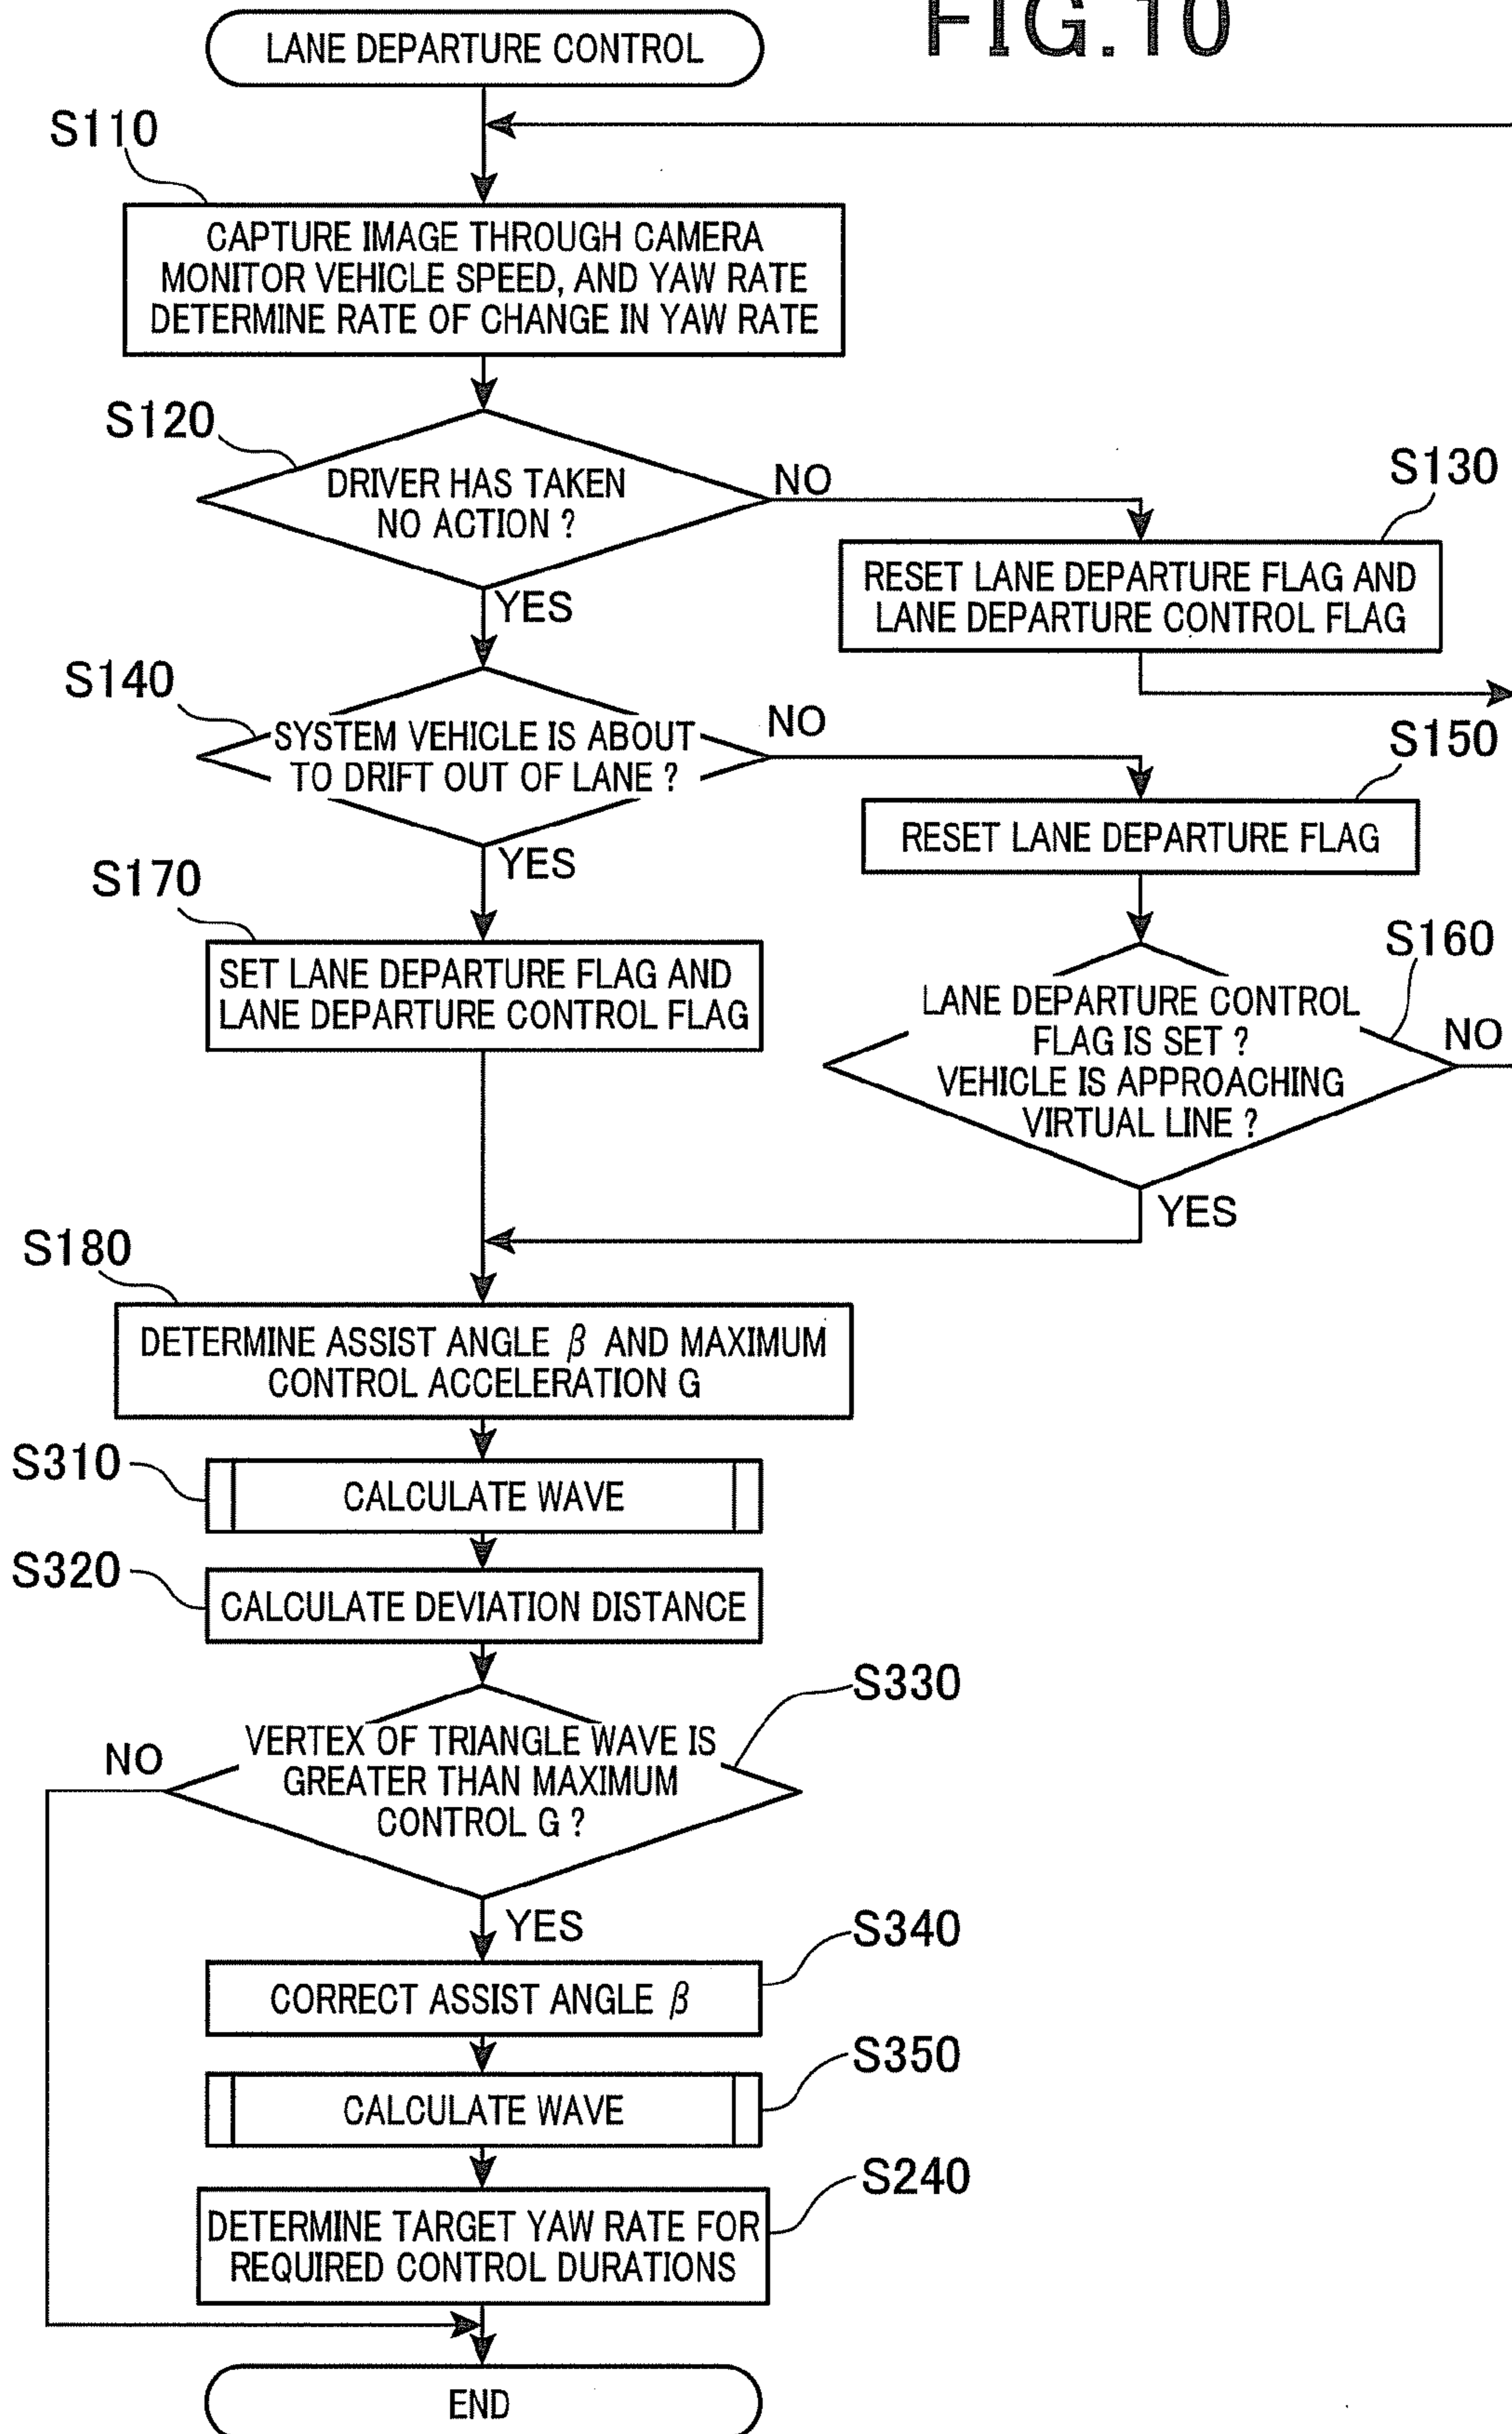 FIG.10
LANE DEPARTURE CONTROL
S110
CAPTURE IMAGE THROUGH CAMERA
MONITOR VEHICLE SPEED, AND YAW RATE
DETERMINE RATE OF CHANGE IN YAW RATE
S120
DRIVER HAS TAKEN
NO ACTION ?
NO
YES
S130
RESET LANE DEPARTURE FLAG AND
LANE DEPARTURE CONTROL FLAG
S140
SYSTEM VEHICLE IS ABOUT
TO DRIFT OUT OF LANE ?
NO
YES
S150
RESET LANE DEPARTURE FLAG
S160
LANE DEPARTURE CONTROL
FLAG IS SET ?
VEHICLE IS APPROACHING
VIRTUAL LINE ?
NO
YES
S170
SET LANE DEPARTURE FLAG AND
LANE DEPARTURE CONTROL FLAG
S180
DETERMINE ASSIST ANGLE β AND MAXIMUM
CONTROL ACCELERATION G
S310
CALCULATE WAVE
S320
CALCULATE DEVIATION DISTANCE
S330
VERTEX OF TRIANGLE WAVE IS
GREATER THAN MAXIMUM
CONTROL G ?
NO
YES
S340
CORRECT ASSIST ANGLE β
S350
CALCULATE WAVE
S240
DETERMINE TARGET YAW RATE FOR
REQUIRED CONTROL DURATIONS
END